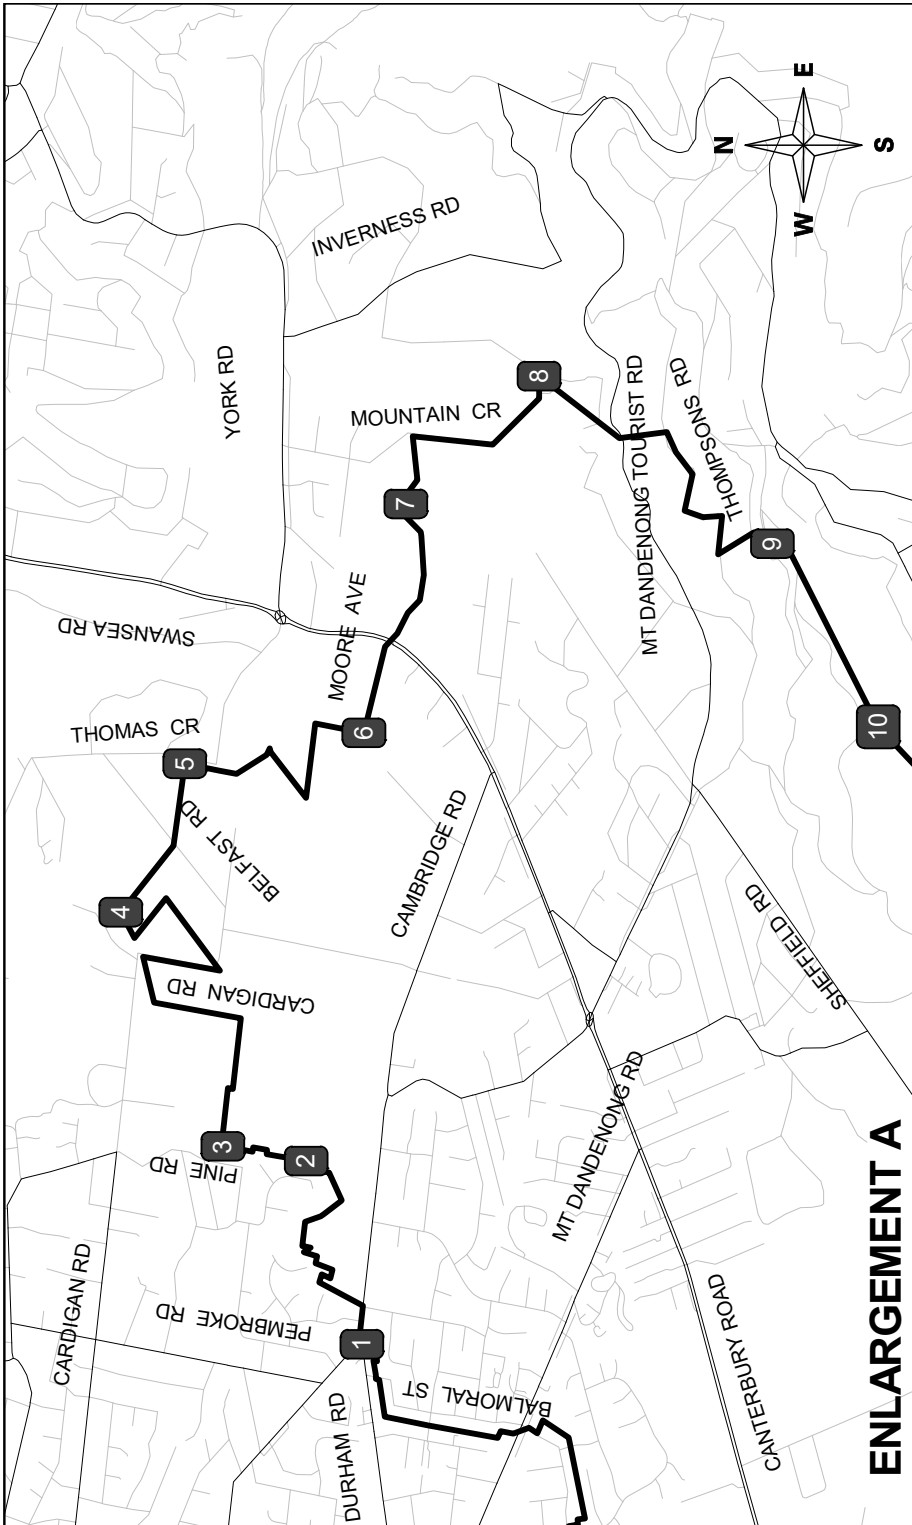 N
E
S
W
INVERNESS RD
YORK RD
MOUNTAIN CR
MT DANDENONG TOURIST RD
THOMPSONS RD
SWANSEA RD
MOORE AVE
THOMAS CR
BELFAST RD
CAMBRIDGE RD
CARDIGAN RD
SHEFFIELD RD
MT DANDENONG RD
PINE RD
CARDIGAN RD
PEMBROKE RD
DURHAM RD
BALMORAL ST
CANTERBURY ROAD
1
2
3
4
5
6
7
8
9
10
ENLARGEMENT A